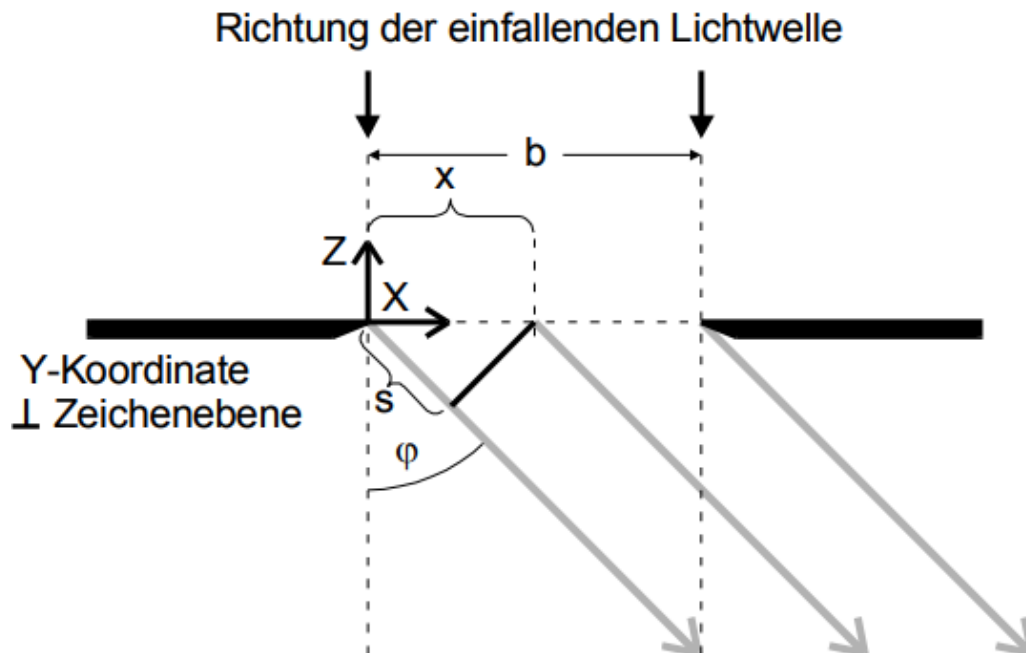 Richtung der einfallenden Lichtwelle
b
x
Z
X
Y-Koordinate
⊥ Zeichenebene
s
φ